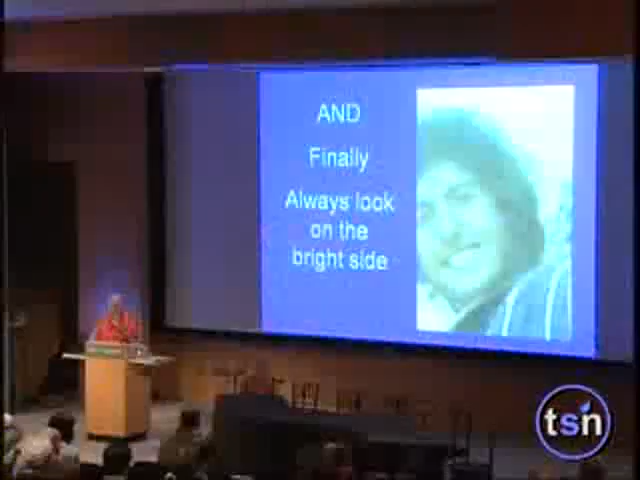 AND
Finally
Always look
on the
bright side
tsn